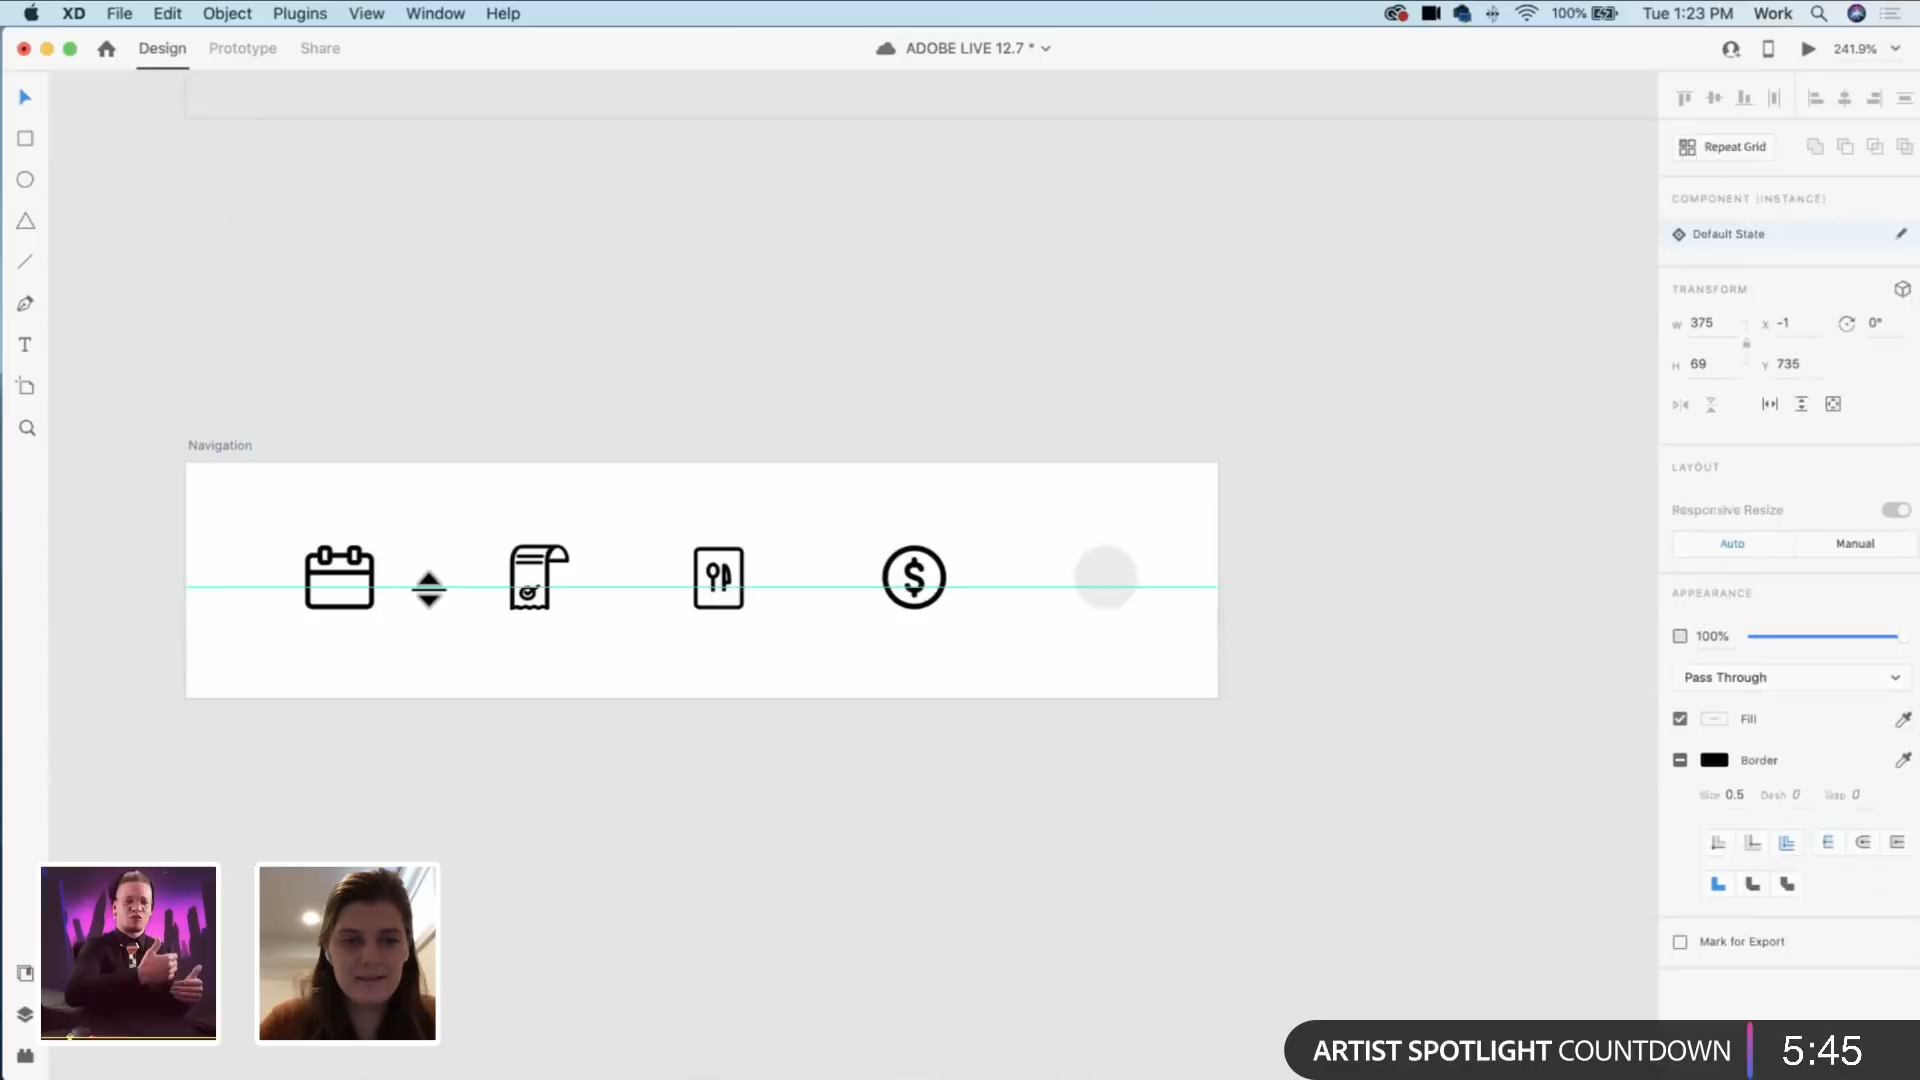 XD File Edit Object Plugins View Window Help 100% Tue 1:23 PM Work
Design Prototype Share ADOBE LIVE 12.7 * 241.9%
Repeat Grid
COMPONENT (INSTANCE)
Default State
TRANSFORM
W 375 X -1 0°
H 69 Y 735
LAYOUT
Responsive Resize
Auto Manual
APPEARANCE
100%
Pass Through
Fill
Border
Size 0.5 Dash 0 Gap 0
Mark for Export
Navigation
$
ARTIST SPOTLIGHT COUNTDOWN 5:45